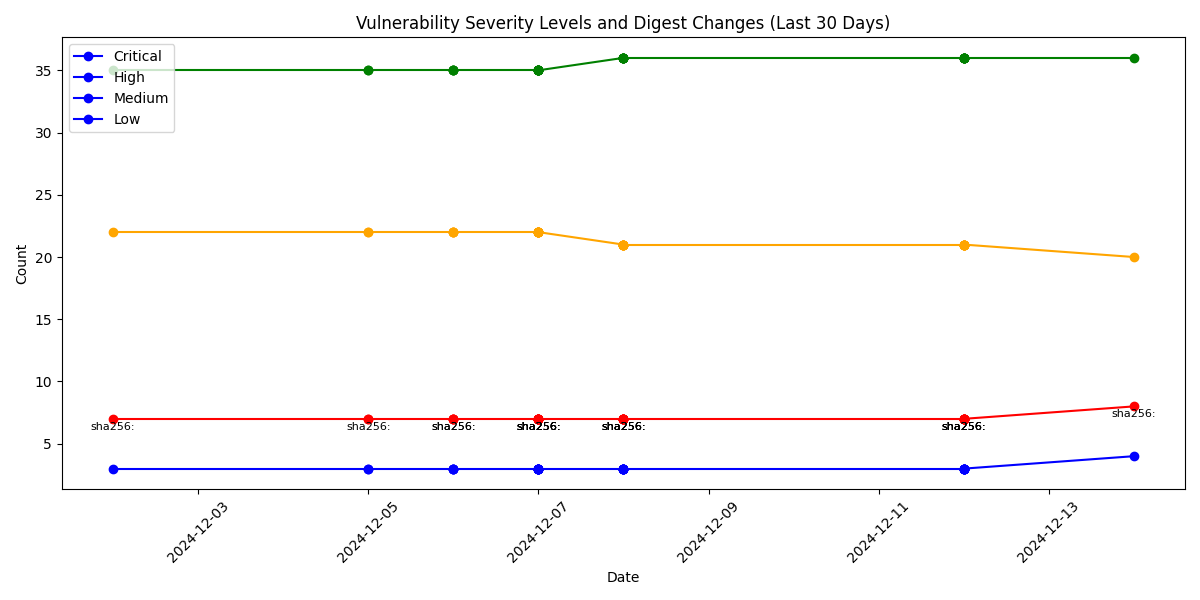 Vulnerability Severity Levels and Digest Changes (Last 30 Days)
Critical
High
Medium
Low
Count
35
30
25
20
15
10
5
sha256:
sha256:
sha256:
sha256:
sha256:
sha256:
sha256:
2024-12-03
2024-12-05
2024-12-07
2024-12-09
2024-12-11
2024-12-13
Date